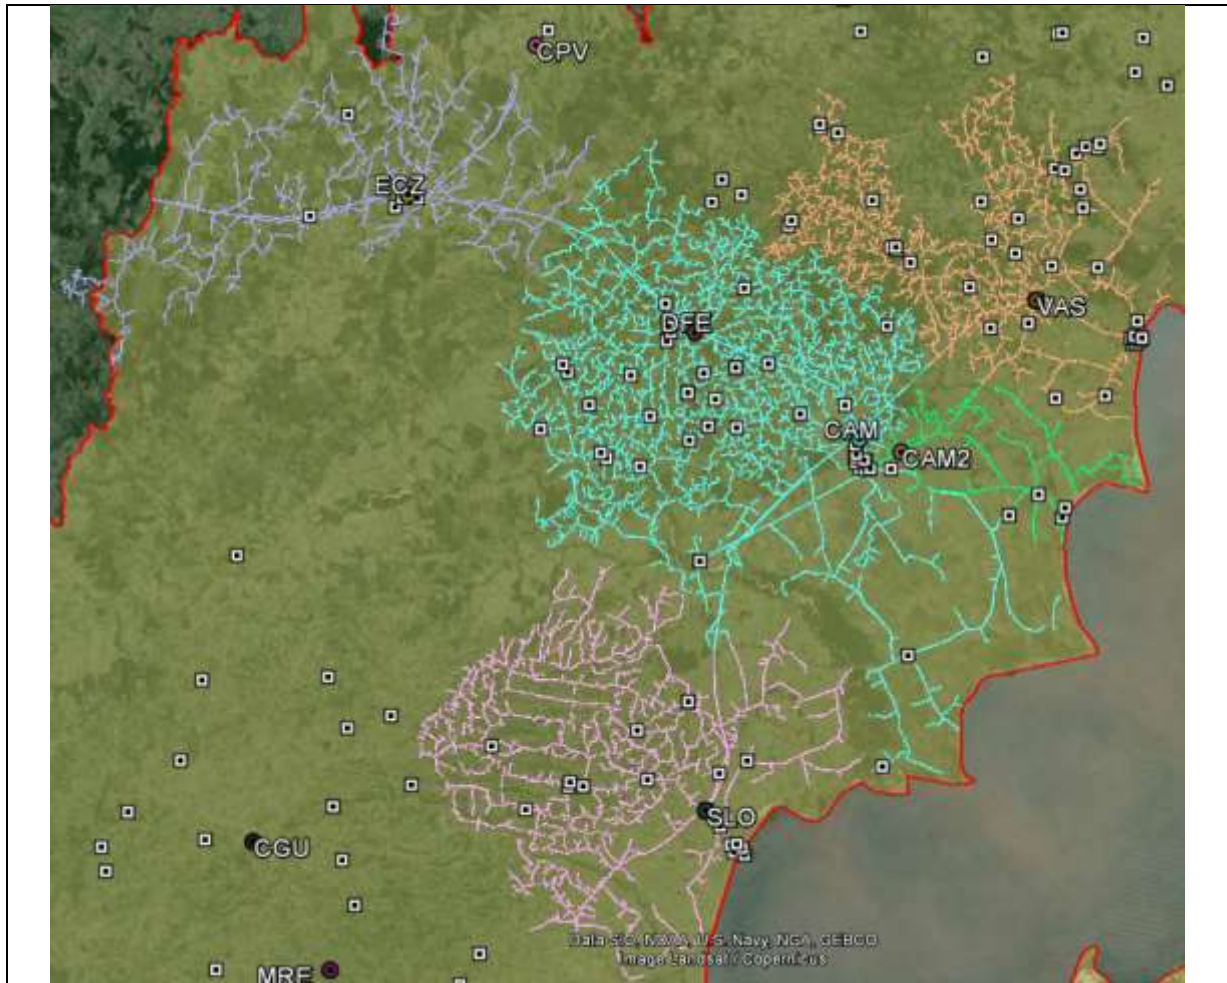 CPV
ECZ
VAS
DFE
CAM
CAM2
SLO
CGU
MRE
Data SIO, NOAA, U.S. Navy, NGA, GEBCO
Image Landsat / Copernicus